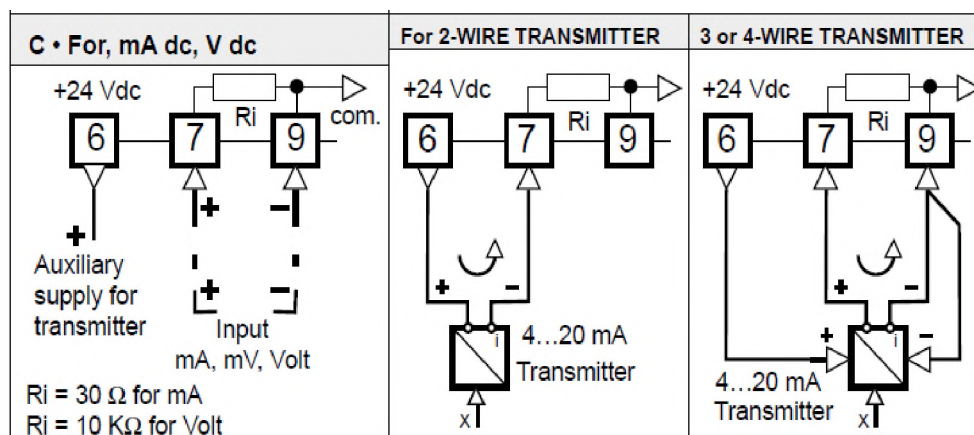 C • For, mA dc, V dc
+24 Vdc
Ri
com.
6
7
9
+
–
+
Auxiliary
supply for
transmitter
+
–
Input
mA, mV, Volt
Ri = 30 Ω for mA
Ri = 10 KΩ for Volt
For 2-WIRE TRANSMITTER
+24 Vdc
Ri
6
7
9
+
–
i
4...20 mA
Transmitter
x
3 or 4-WIRE TRANSMITTER
+24 Vdc
Ri
6
7
9
+
–
i
+
–
4...20 mA
Transmitter
x